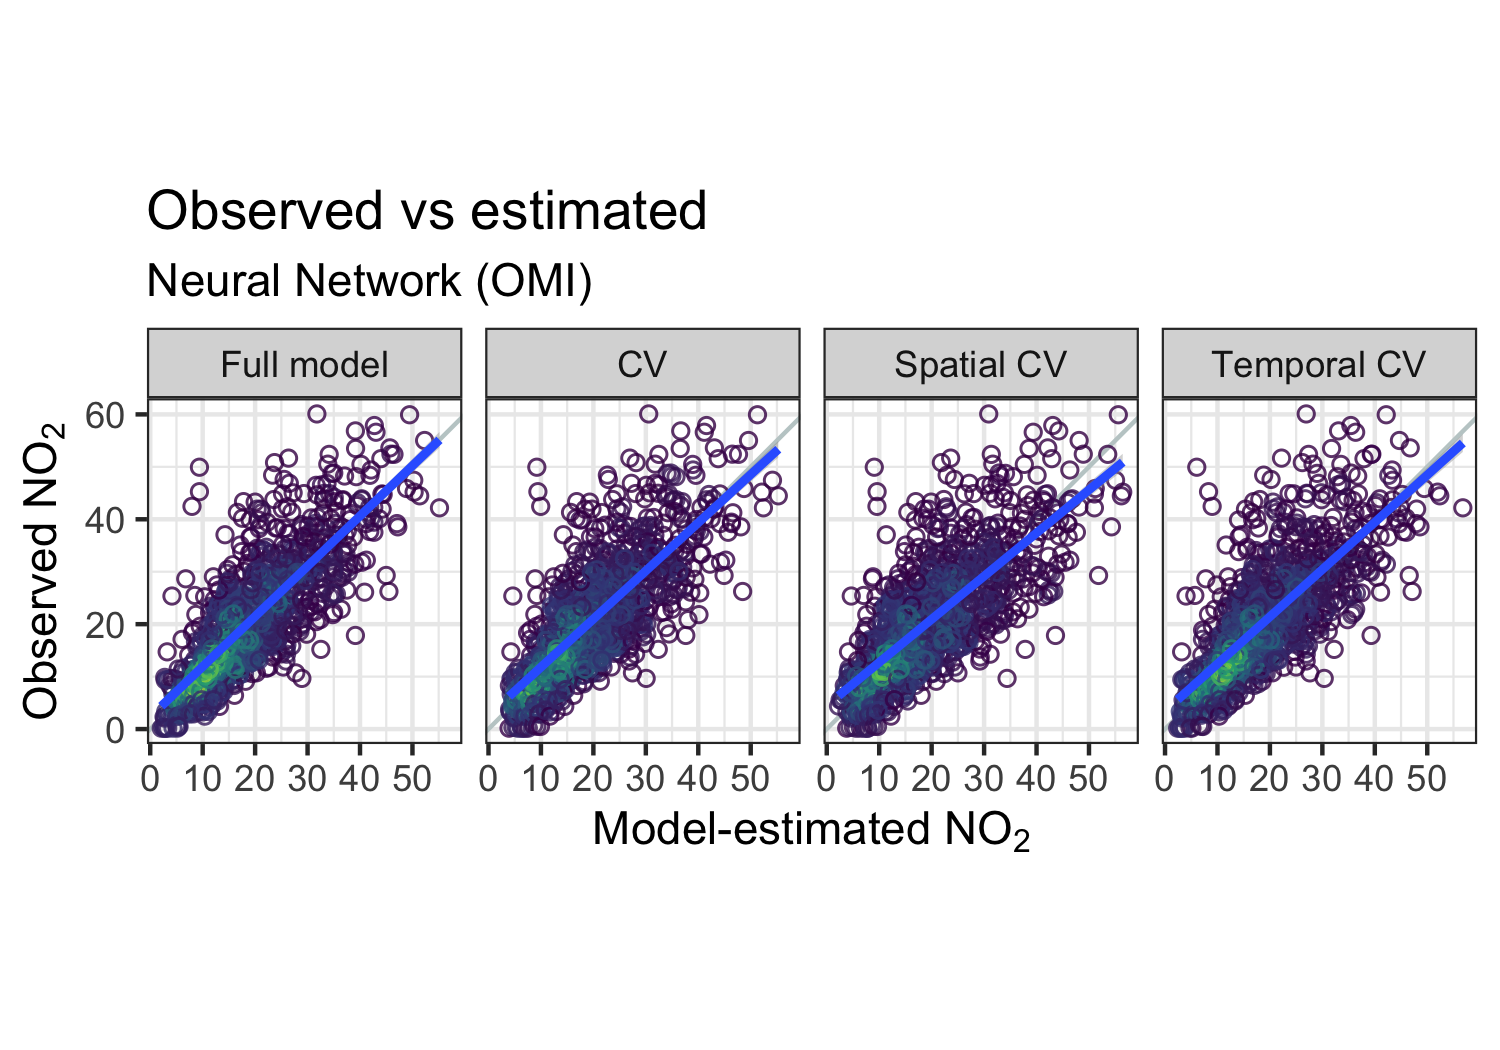 Observed vs estimated
Neural Network (OMI)
Full model CV Spatial CV Temporal CV
Observed NO₂
60
40
20
0
0 10 20 30 40 50 0 10 20 30 40 50 0 10 20 30 40 50 0 10 20 30 40 50
Model-estimated NO₂